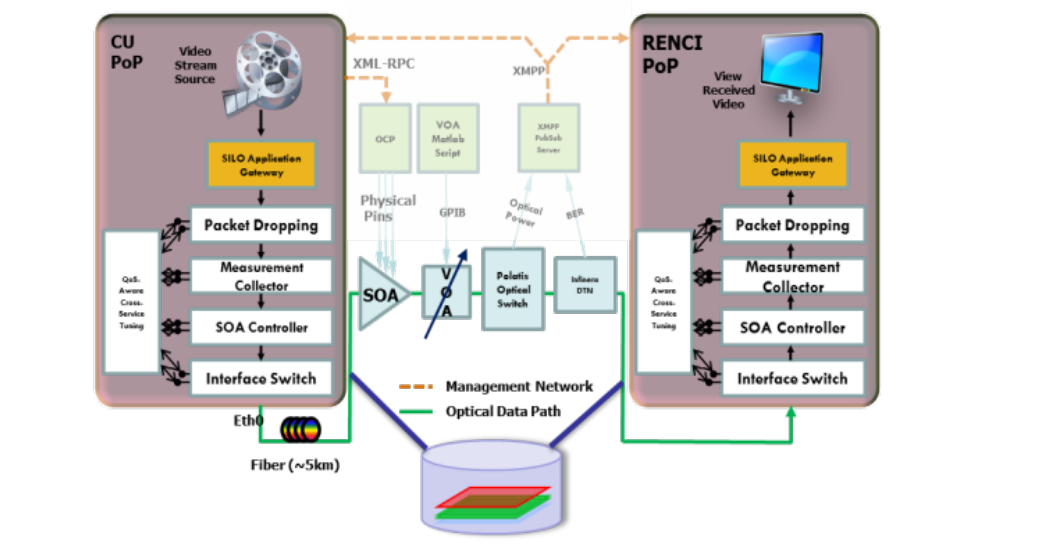 CU
PoP
Video
Stream
Source
SILO Application
Gateway
Packet Dropping
Measurement
Collector
SOA Controller
Interface Switch
QoS-
Aware
Cross-
Service
Tuning
Eth0
Fiber (~5km)
XML-RPC
OCP
VOA
Matlab
Script
Physical
Pins
GPIB
XMPP
XMPP
PubSub
Server
Optical
Power
BER
SOA
V
O
A
Polatis
Optical
Switch
Infinera
DTN
Management Network
Optical Data Path
RENCI
PoP
View
Received
Video
SILO Application
Gateway
Packet Dropping
Measurement
Collector
SOA Controller
Interface Switch
QoS-
Aware
Cross-
Service
Tuning